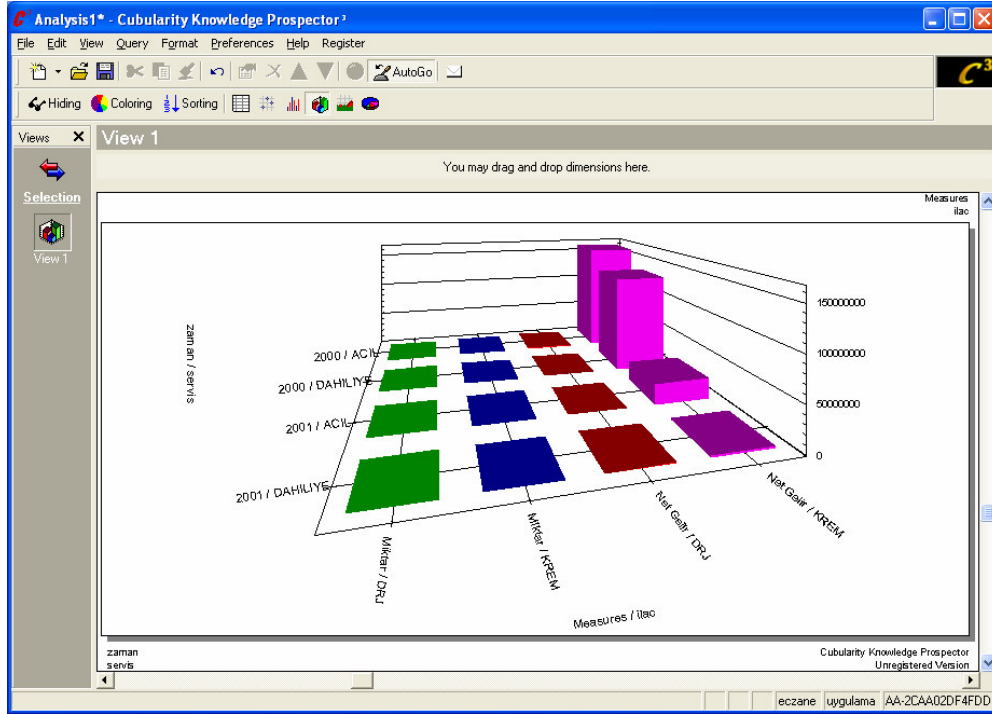 Analysis1* - Cubularity Knowledge Prospector ³
File Edit View Query Format Preferences Help Register
AutoGo
C³
Hiding Coloring Sorting
Views X View 1
You may drag and drop dimensions here.
Selection
View 1
Measures
ilac
zaman / servis
150000000
100000000
50000000
0
2000 / ACIL
2000 / DAHILIYE
2001 / ACIL
2001 / DAHILIYE
Miktar / DRJ
Miktar / KREM
Net Gelir / DRJ
Net Gelir / KREM
Measures / ilac
zaman
servis
Cubularity Knowledge Prospector
Unregistered Version
eczane uygulama AA-2CAA02DF4FDD